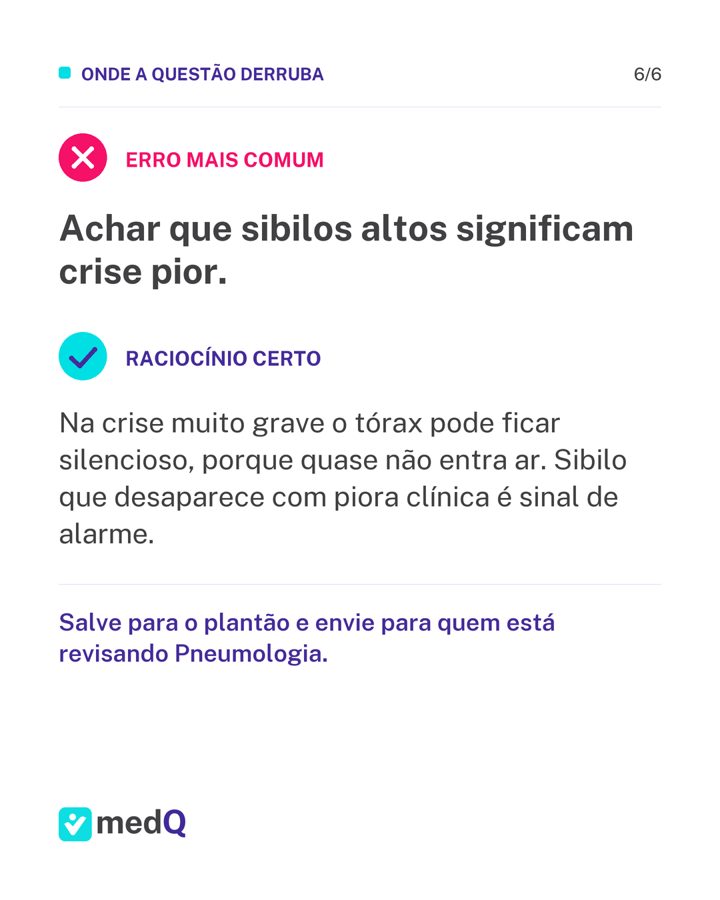 ONDE A QUESTÃO DERRUBA
6/6
ERRO MAIS COMUM
Achar que sibilos altos significam
crise pior.
RACIOCÍNIO CERTO
Na crise muito grave o tórax pode ficar
silencioso, porque quase não entra ar. Sibilo
que desaparece com piora clínica é sinal de
alarme.
Salve para o plantão e envie para quem está
revisando Pneumologia.
medQ